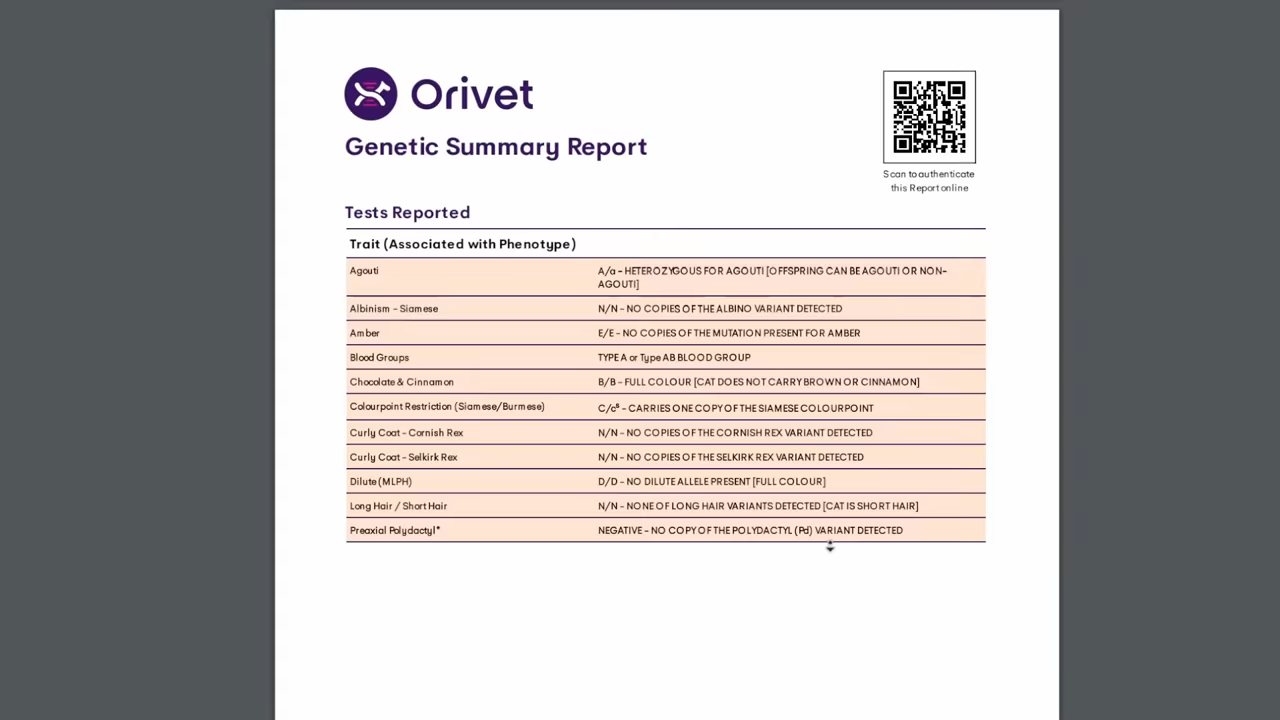 Orivet
Genetic Summary Report
Scan to authenticate
this Report online
Tests Reported
Trait (Associated with Phenotype)
Agouti A/a - HETEROZYGOUS FOR AGOUTI [OFFSPRING CAN BE AGOUTI OR NON-
AGOUTI]
Albinism - Siamese N/N - NO COPIES OF THE ALBINO VARIANT DETECTED
Amber E/E - NO COPIES OF THE MUTATION PRESENT FOR AMBER
Blood Groups TYPE A or Type AB BLOOD GROUP
Chocolate & Cinnamon B/B - FULL COLOUR [CAT DOES NOT CARRY BROWN OR CINNAMON]
Colourpoint Restriction (Siamese/Burmese) C/cˢ - CARRIES ONE COPY OF THE SIAMESE COLOURPOINT
Curly Coat - Cornish Rex N/N - NO COPIES OF THE CORNISH REX VARIANT DETECTED
Curly Coat - Selkirk Rex N/N - NO COPIES OF THE SELKIRK REX VARIANT DETECTED
Dilute (MLPH) D/D - NO DILUTE ALLELE PRESENT [FULL COLOUR]
Long Hair / Short Hair N/N - NONE OF LONG HAIR VARIANTS DETECTED [CAT IS SHORT HAIR]
Preaxial Polydactyl* NEGATIVE - NO COPY OF THE POLYDACTYL (Pd) VARIANT DETECTED